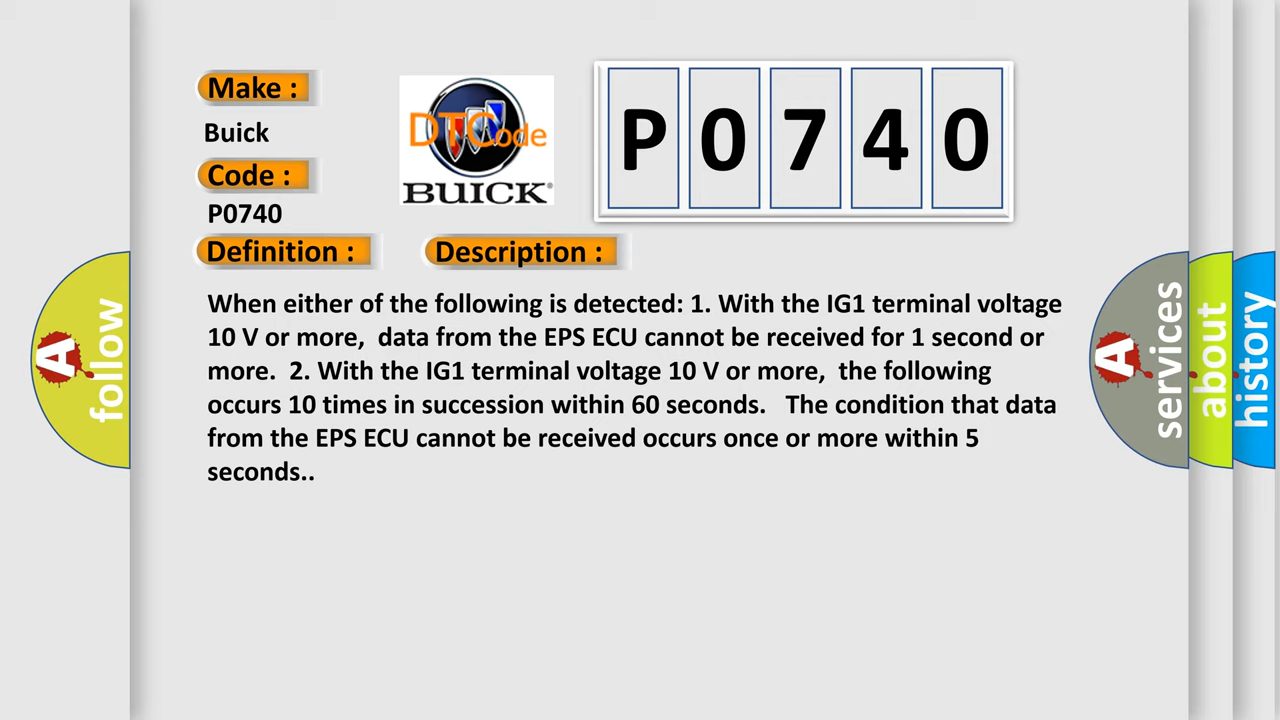 Make :
Buick
Code :
P0740
Definition :
Description :
DTCode
BUICK®
P0740
When either of the following is detected: 1. With the IG1 terminal voltage
10 V or more, data from the EPS ECU cannot be received for 1 second or
more. 2. With the IG1 terminal voltage 10 V or more, the following
occurs 10 times in succession within 60 seconds. The condition that data
from the EPS ECU cannot be received occurs once or more within 5
seconds..
A
follow
A
services
about
history